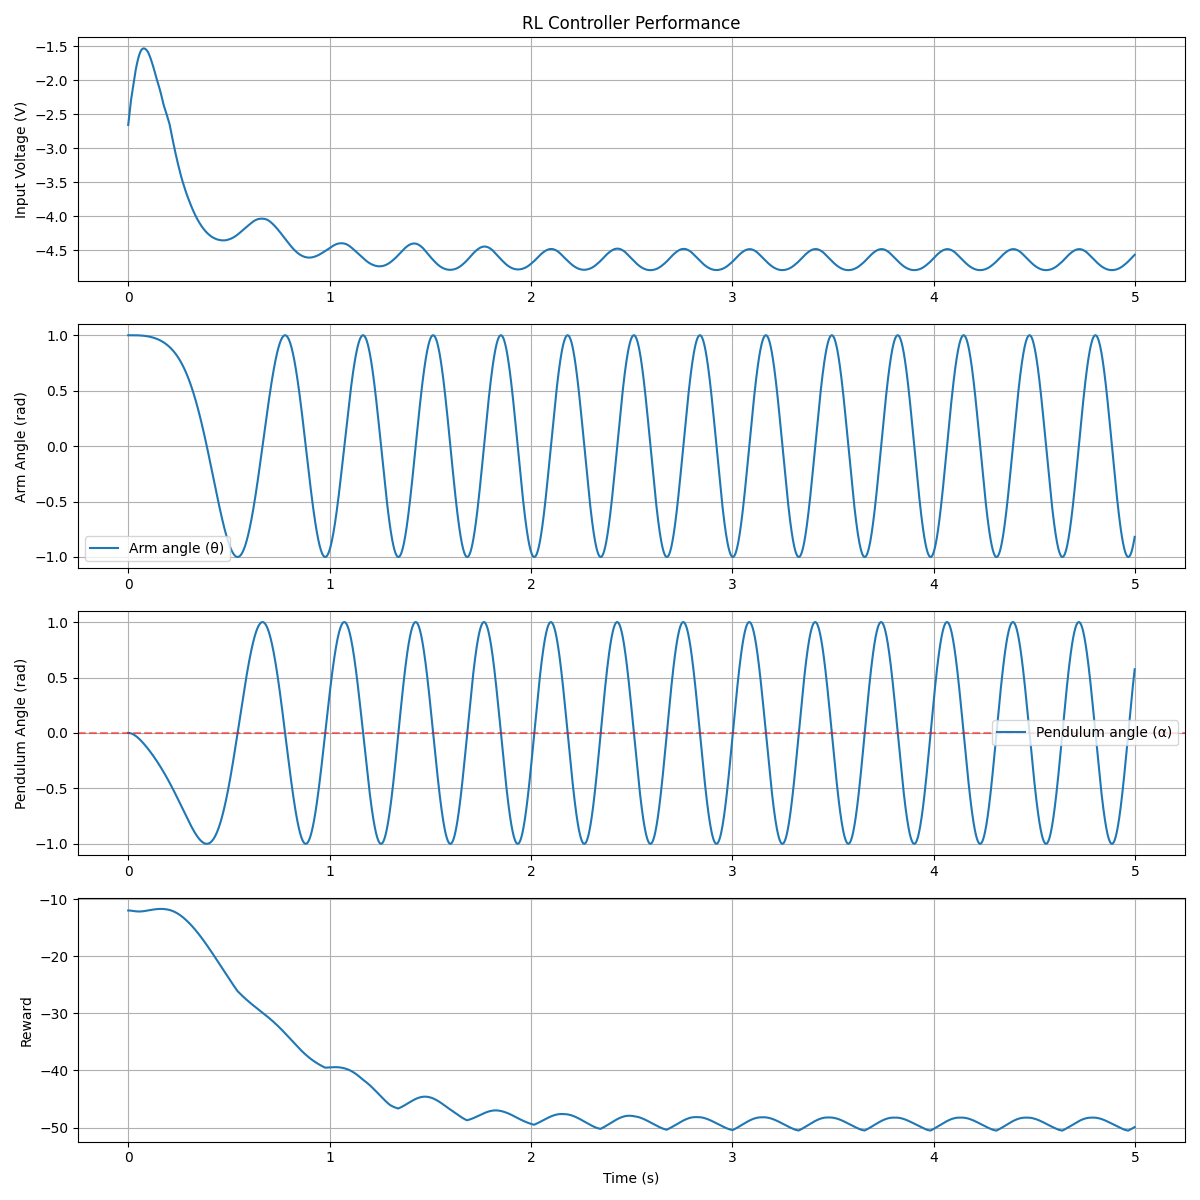 RL Controller Performance
Input Voltage (V)
−1.5
−2.0
−2.5
−3.0
−3.5
−4.0
−4.5
0 1 2 3 4 5
Arm Angle (rad)
1.0
0.5
0.0
−0.5
−1.0
Arm angle (θ)
0 1 2 3 4 5
Pendulum Angle (rad)
1.0
0.5
0.0
−0.5
−1.0
Pendulum angle (α)
0 1 2 3 4 5
Reward
−10
−20
−30
−40
−50
0 1 2 3 4 5
Time (s)